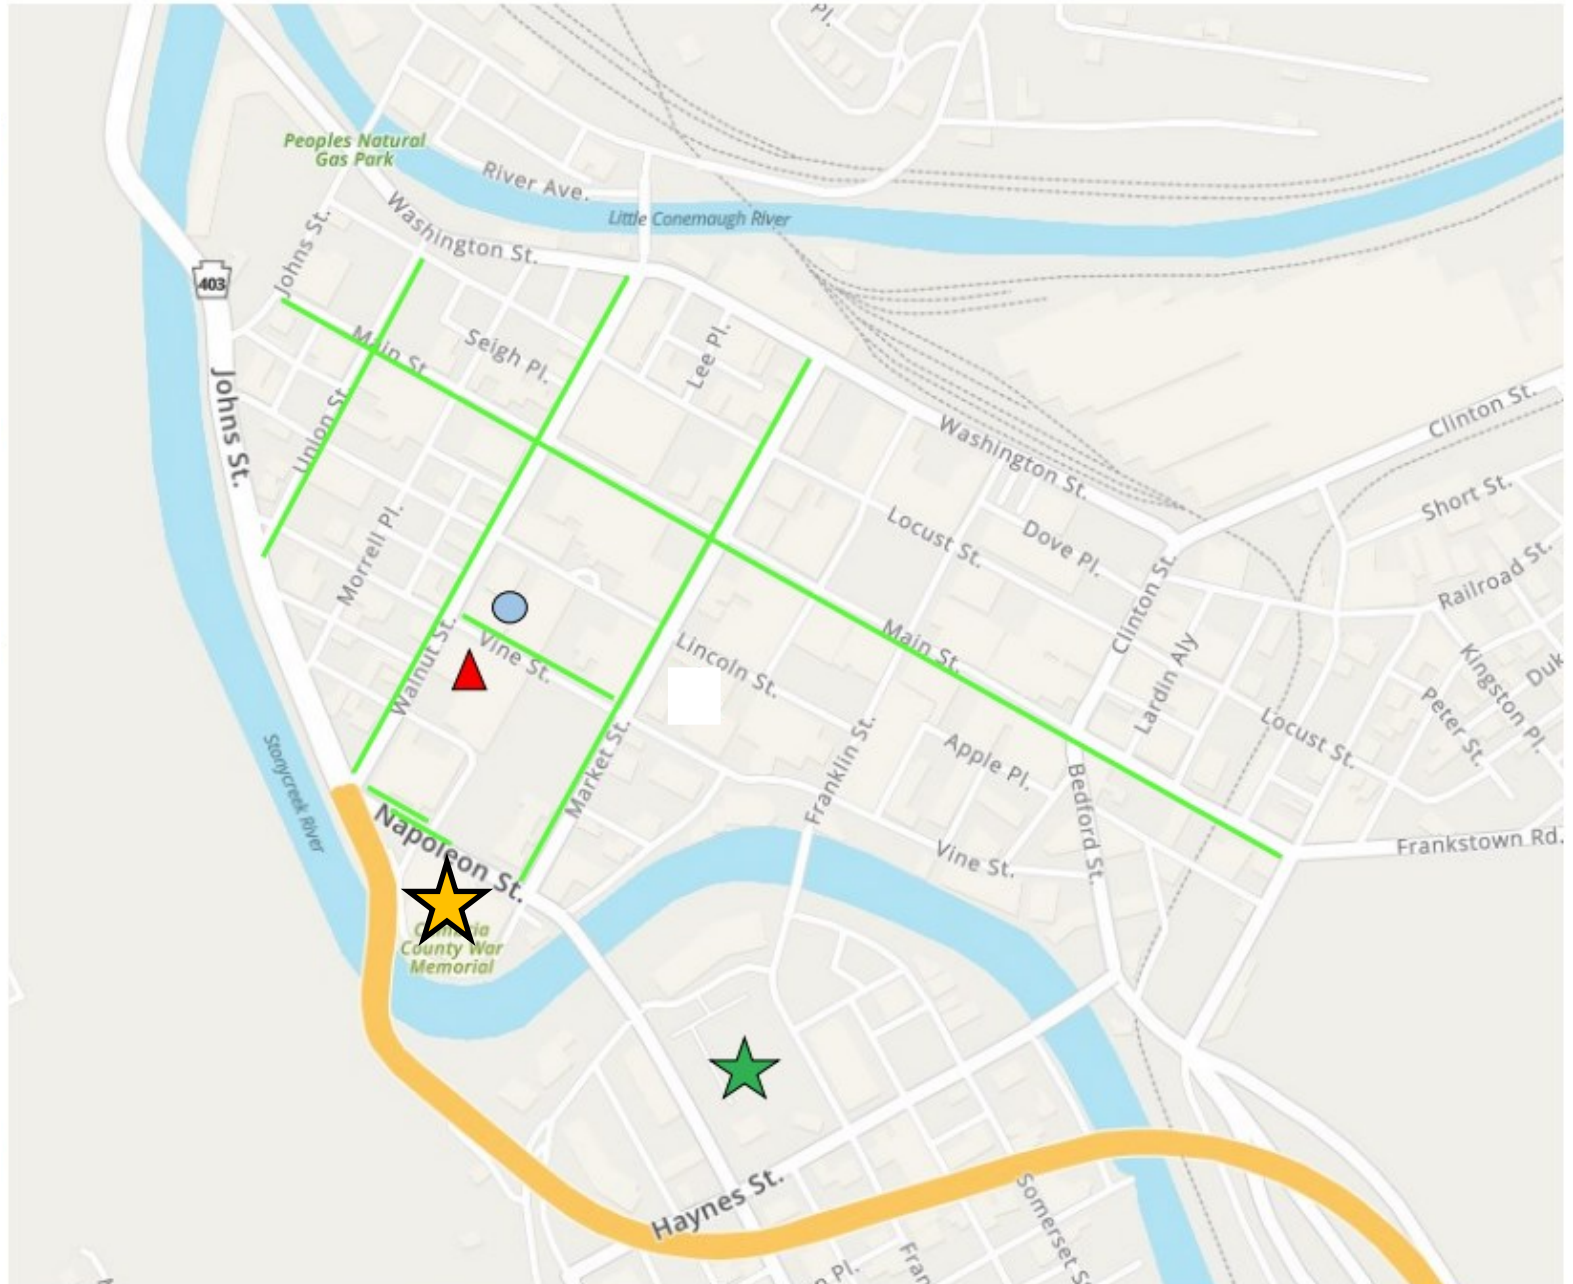 Pl.
Peoples Natural
Gas Park
River Ave.
Little Conemaugh River
Washington St.
Johns St.
403
Main St.
Seigh Pl.
Lee Pl.
Johns St.
Union St.
Washington St.
Clinton St.
Short St.
Locust St.
Dove Pl.
Railroad St.
Morrell Pl.
Clinton St.
Walnut St.
Vine St.
Lincoln St.
Main St.
Lardin Aly
Kingston Pl.
Duk
Peter St.
Locust St.
Stonycreek River
Market St.
Franklin St.
Apple Pl.
Bedford St.
Napoleon St.
Vine St.
Frankstown Rd.
County War
Memorial
Haynes St.
Somerset S
Fran
Pl.